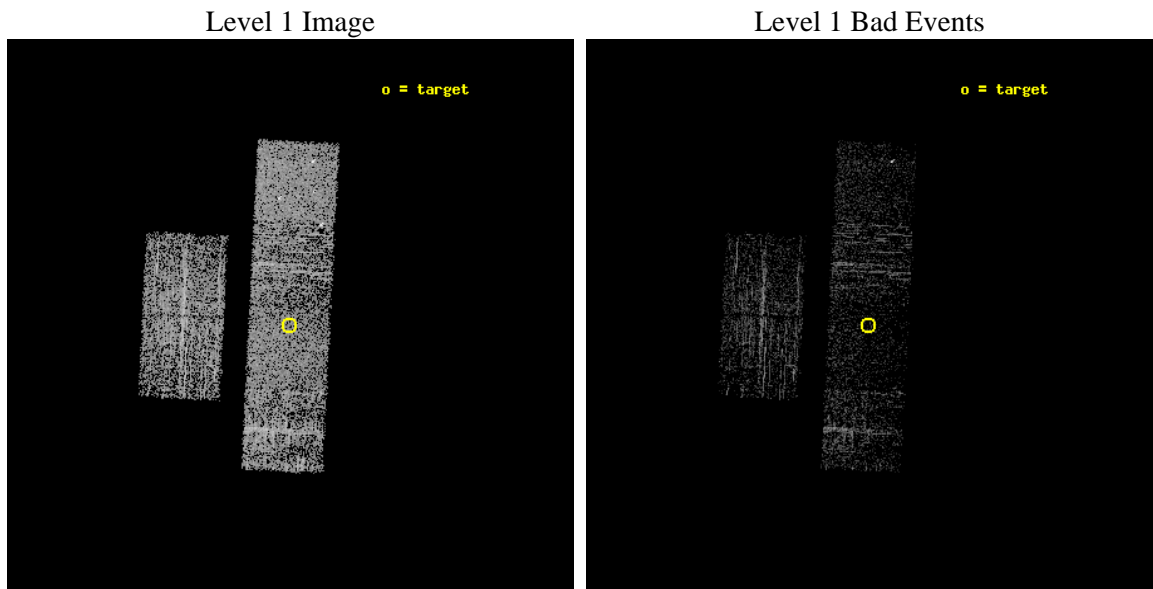 Level 1 Image
Level 1 Bad Events
o = target
o = target